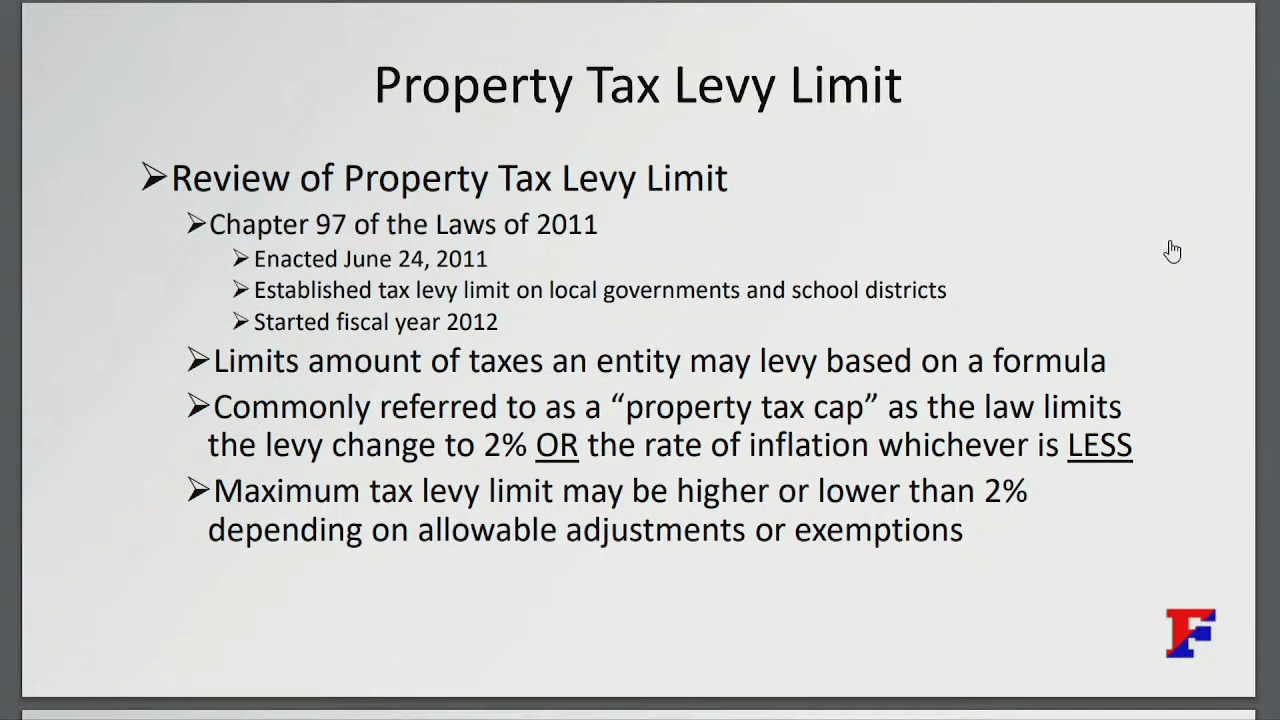 Property Tax Levy Limit
➢Review of Property Tax Levy Limit
➢Chapter 97 of the Laws of 2011
➢Enacted June 24, 2011
➢Established tax levy limit on local governments and school districts
➢Started fiscal year 2012
➢Limits amount of taxes an entity may levy based on a formula
➢Commonly referred to as a “property tax cap” as the law limits
the levy change to 2% OR the rate of inflation whichever is LESS
➢Maximum tax levy limit may be higher or lower than 2%
depending on allowable adjustments or exemptions
F